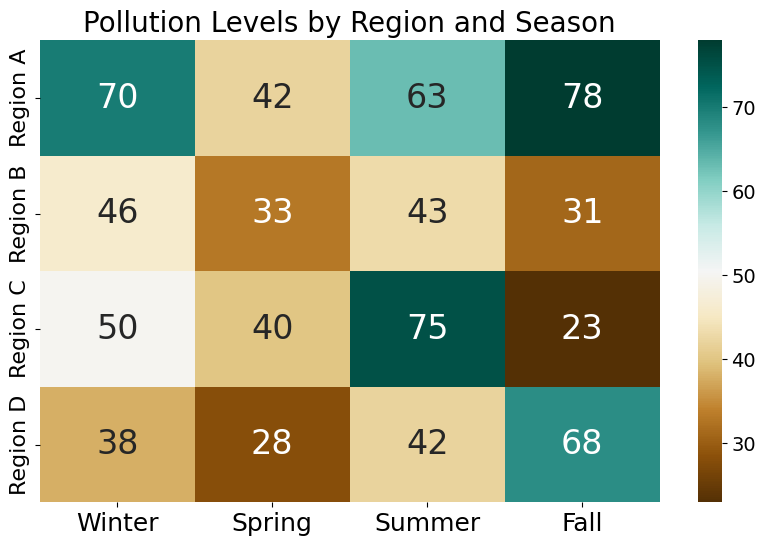 Pollution Levels by Region and Season
Region A
70 42 63 78
Region B
46 33 43 31
Region C
50 40 75 23
Region D
38 28 42 68
Winter Spring Summer Fall
70
60
50
40
30